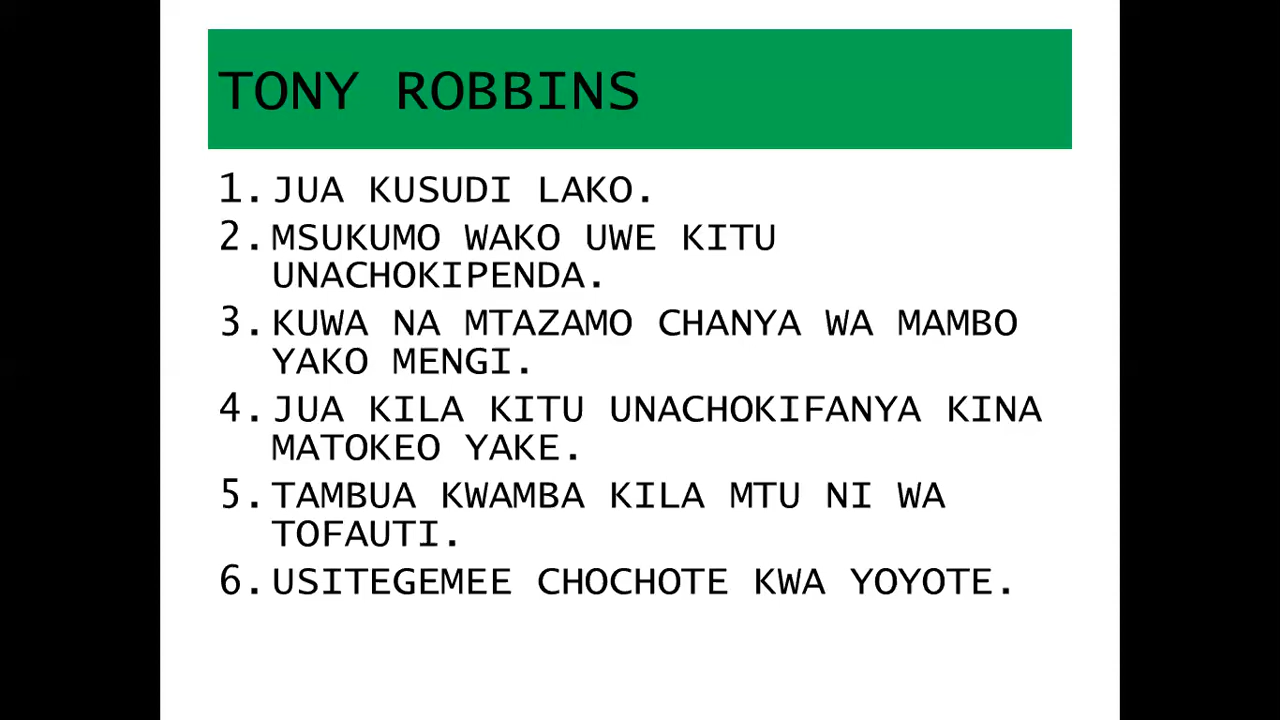 TONY ROBBINS
1. JUA KUSUDI LAKO.
2. MSUKUMO WAKO UWE KITU
UNACHOKIPENDA.
3. KUWA NA MTAZAMO CHANYA WA MAMBO
YAKO MENGI.
4. JUA KILA KITU UNACHOKIFANYA KINA
MATOKEO YAKE.
5. TAMBUA KWAMBA KILA MTU NI WA
TOFAUTI.
6. USITEGEMEE CHOCHOTE KWA YOYOTE.